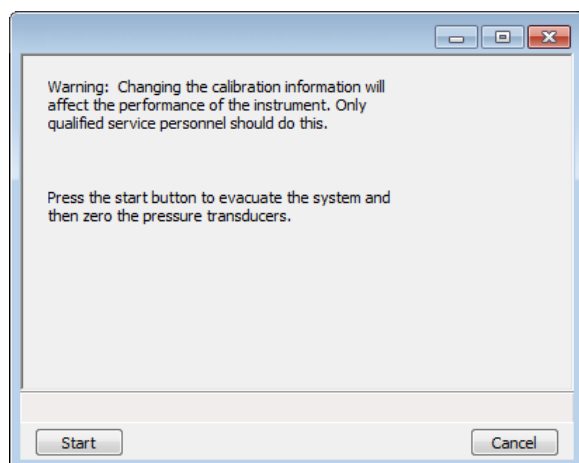 Warning:  Changing the calibration information will
affect the performance of the instrument. Only
qualified service personnel should do this.
Press the start button to evacuate the system and
then zero the pressure transducers.
Start
Cancel